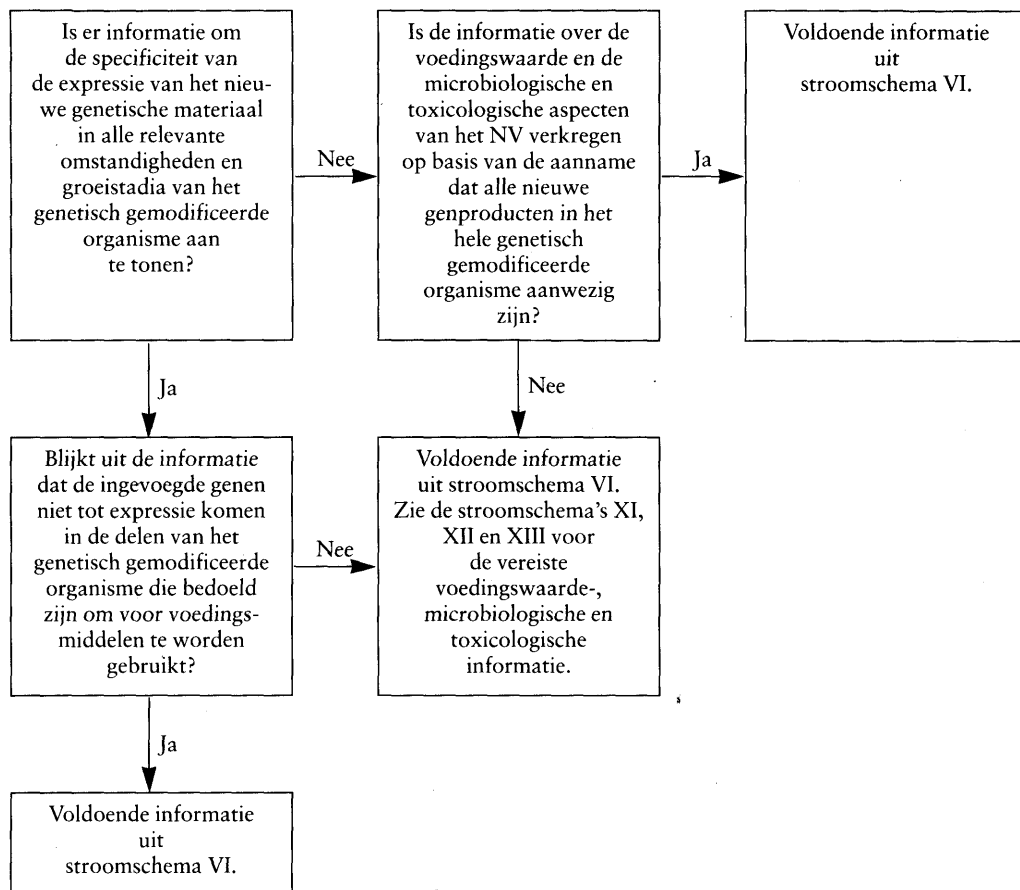 Is er informatie om
de specificiteit van
de expressie van het nieu-
we genetische materiaal
in alle relevante
omstandigheden en
groeistadia van het
genetisch gemodificeerde
organisme aan
te tonen?
Nee
Is de informatie over de
voedingswaarde en de
microbiologische en
toxicologische aspecten
van het NV verkregen
op basis van de aanname
dat alle nieuwe
genproducten in het
hele genetisch
gemodificeerde
organisme aanwezig
zijn?
Ja
Voldoende informatie
uit
stroomschema VI.
Ja
Nee
Blijkt uit de informatie
dat de ingevoegde genen
niet tot expressie komen
in de delen van het
genetisch gemodificeerde
organisme die bedoeld
zijn om voor voedings-
middelen te worden
gebruikt?
Nee
Voldoende informatie
uit stroomschema VI.
Zie de stroomschema's XI,
XII en XIII voor
de vereiste
voedingswaarde-,
microbiologische en
toxicologische
informatie.
Ja
Voldoende informatie
uit
stroomschema VI.